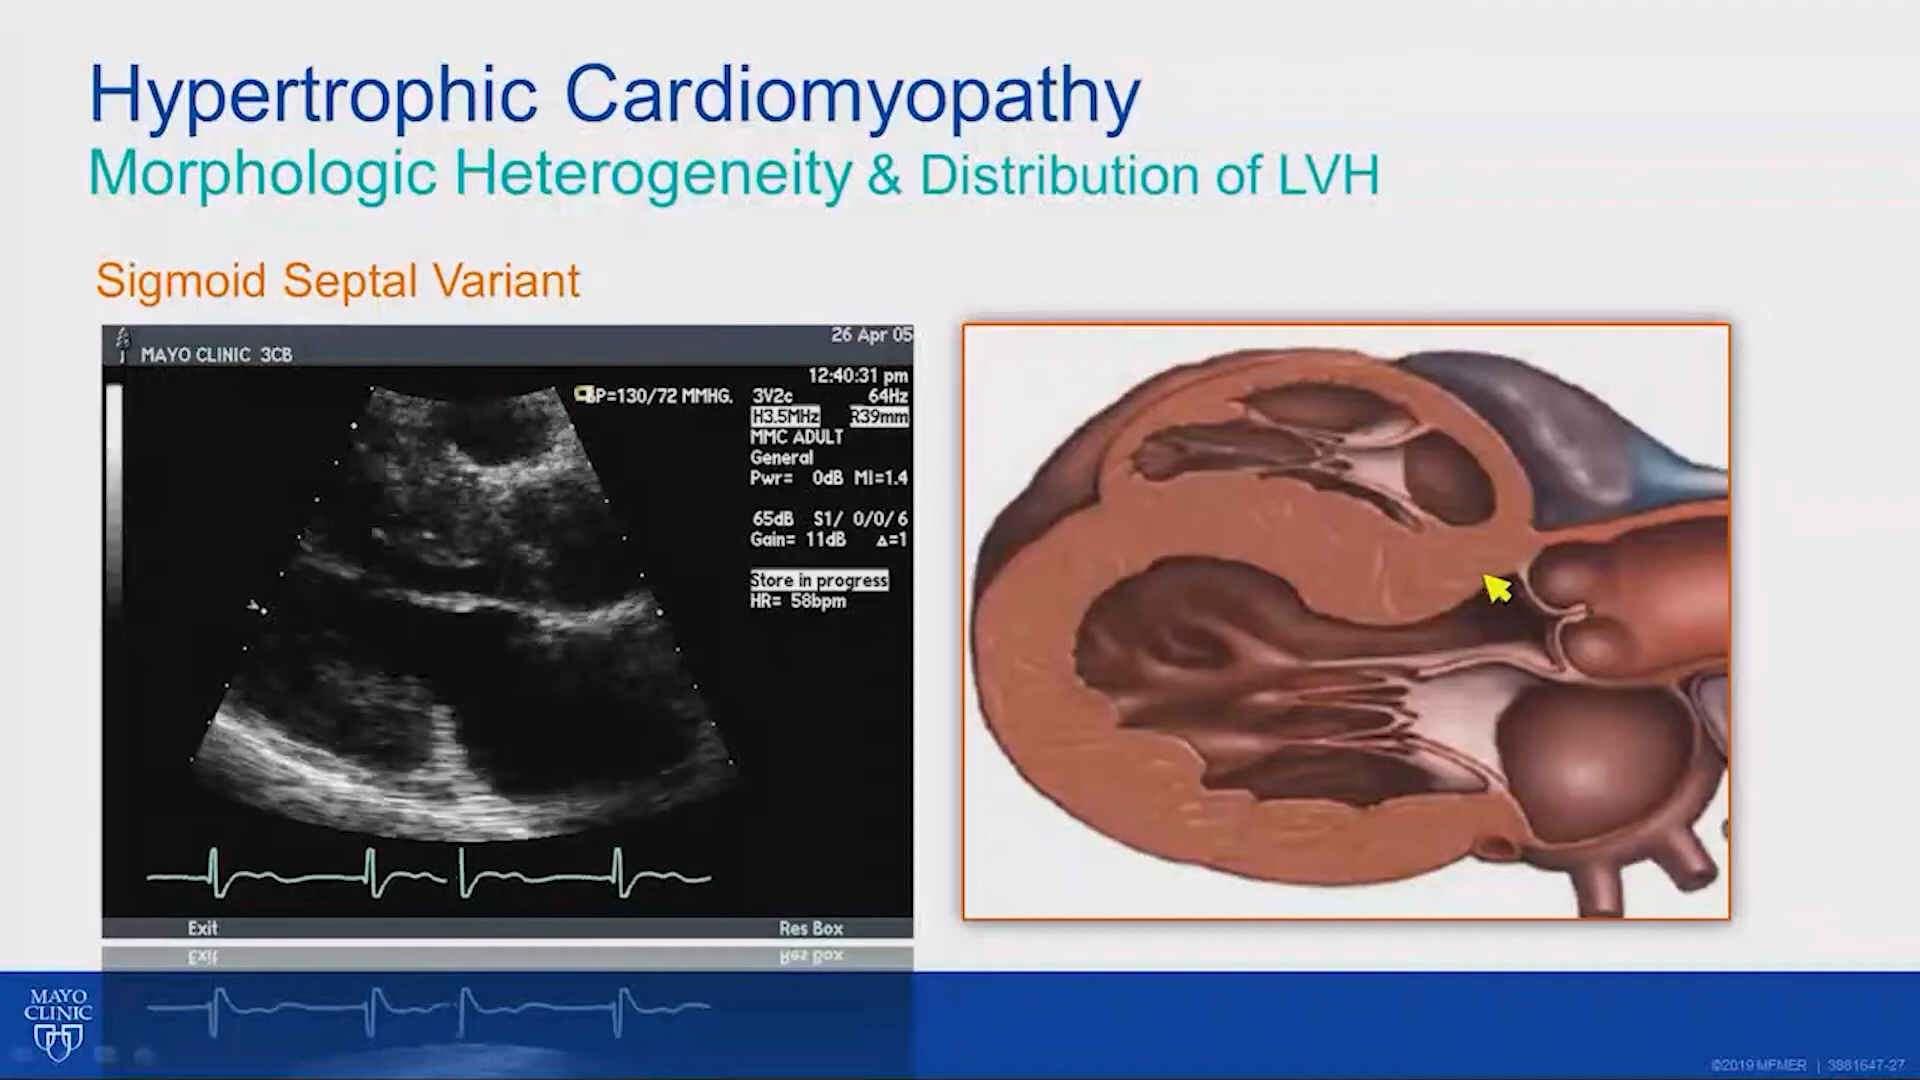 Hypertrophic Cardiomyopathy
Morphologic Heterogeneity & Distribution of LVH
Sigmoid Septal Variant
26 Apr 05
MAYO CLINIC 3CB
12:40:31 pm
BP=130/72 MMHG. 3V2c 64Hz
H3.5MHz R39mm
MMC ADULT
General
Pwr= 0dB MI=1.4
65dB S1/ 0/0/6
Gain= 11dB Δ=1
Store in progress
HR= 58bpm
Exit Res Box
MAYO
CLINIC
©2019 MFMER | 3881647-27